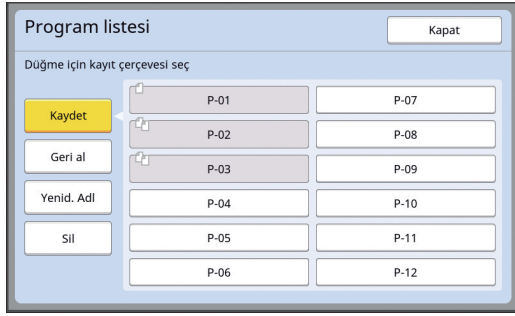 Program listesi
Kapat
Düğme için kayıt çerçevesi seç
Kaydet
Geri al
Yenid. Adl
Sil
P-01
P-02
P-03
P-04
P-05
P-06
P-07
P-08
P-09
P-10
P-11
P-12